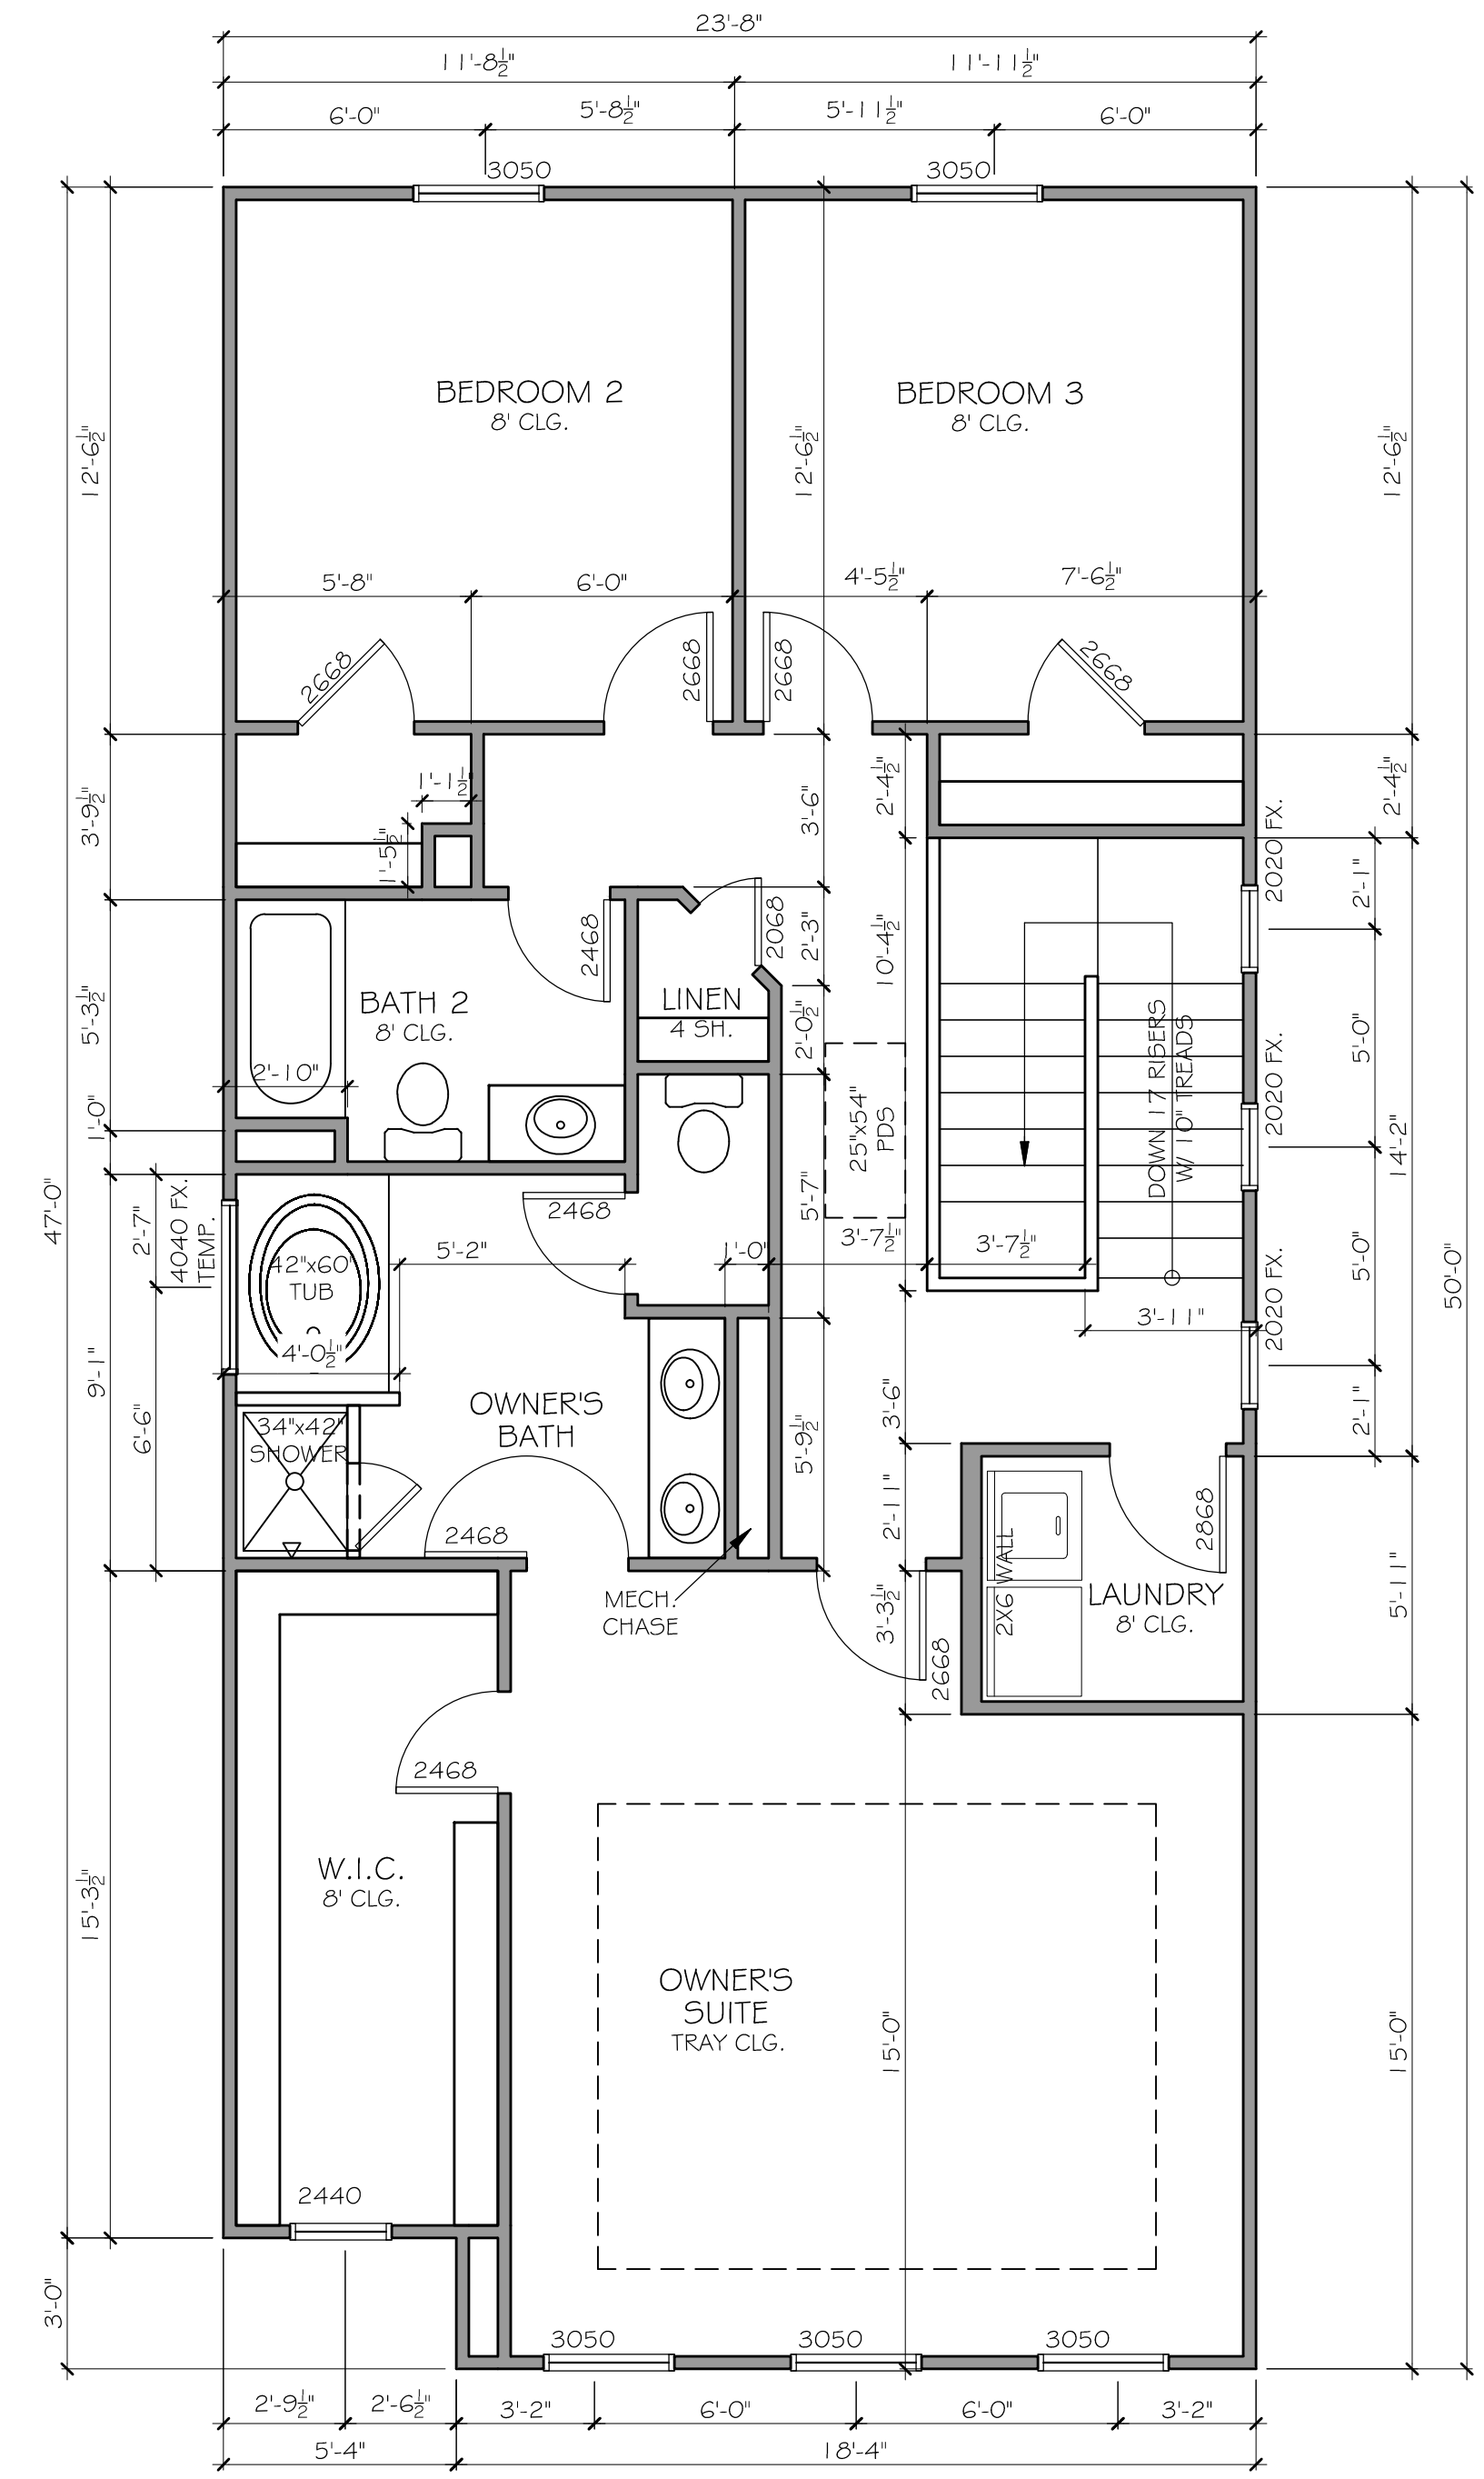 23'-8"
11'-8½" 11'-11½"
6'-0" 5'-8½" 5'-11½" 6'-0"
3050 3050
BEDROOM 2
8' CLG.
BEDROOM 3
8' CLG.
12'-6½" 12'-6½" 12'-6½"
5'-8" 6'-0" 4'-5½" 7'-6½"
2668 2668 2668 2668
1'-1½"
1'-5½"
3'-9½" 3'-6" 2'-4½" 2'-4½"
2020 FX.
2'-1"
2468 2068
2'-3" 10'-4½"
BATH 2
8' CLG.
LINEN
4 SH.
5'-3½" 2'-0½"
2'-10"
1'-0"
25"x54"
PDS
DOWN 17 RISERS
W/ 10" TREADS
5'-0"
2020 FX.
14'-2"
47'-0"
50'-0"
2'-7"
4040 FX.
TEMP.
2468
5'-7"
5'-2" 1'-0" 3'-7½" 3'-7½"
42"x60"
TUB
4'-0½"
5'-0"
2020 FX.
3'-11"
9'-1"
6'-6"
OWNER'S
BATH
34"x42"
SHOWER
5'-9½" 3'-6" 2'-1"
2468
2'-11"
2868
2X6 WALL
MECH.
CHASE
LAUNDRY
8' CLG.
3'-3½" 5'-11"
2668
2468
W.I.C.
8' CLG.
15'-3½"
OWNER'S
SUITE
TRAY CLG.
15'-0" 15'-0"
2440
3'-0"
3050 3050 3050
2'-9½" 2'-6½" 3'-2" 6'-0" 6'-0" 3'-2"
5'-4" 18'-4"